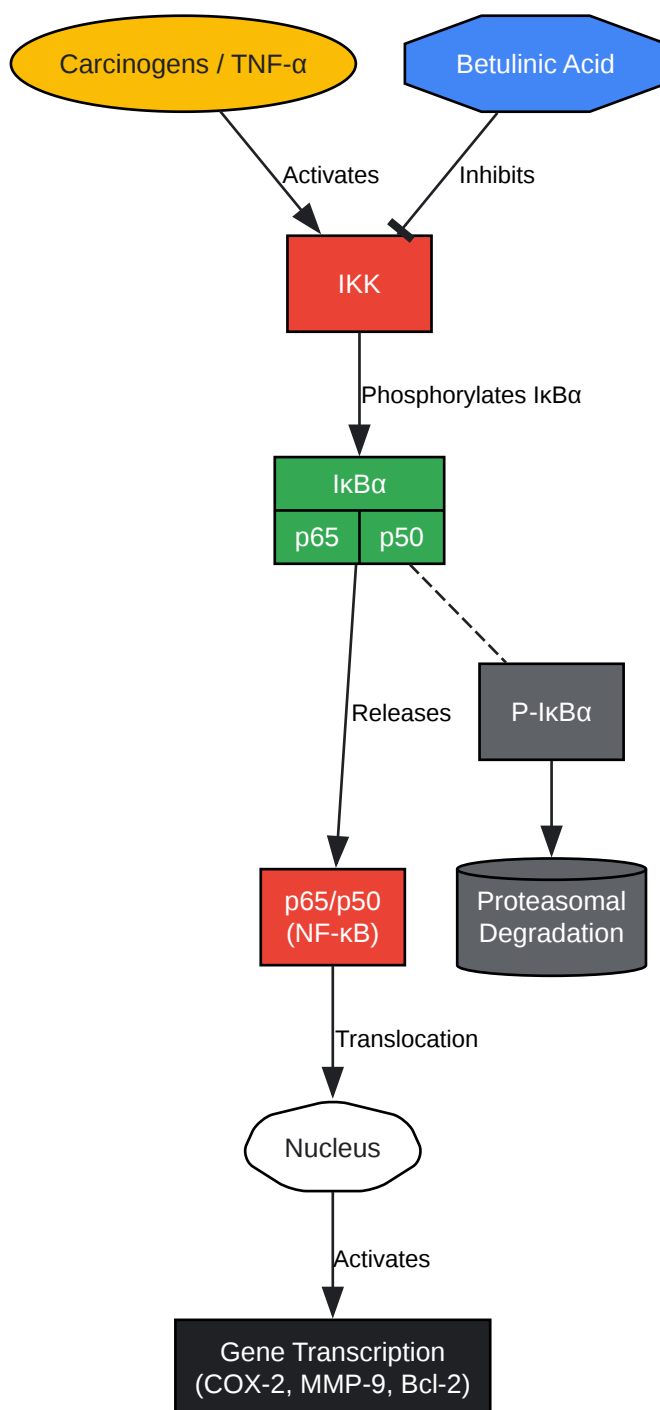 Carcinogens / TNF-α
Betulinic Acid
Activates
Inhibits
IKK
Phosphorylates IκBα
IκBα
p65
p50
Releases
P-IκBα
p65/p50
(NF-κB)
Proteasomal
Degradation
Translocation
Nucleus
Activates
Gene Transcription
(COX-2, MMP-9, Bcl-2)